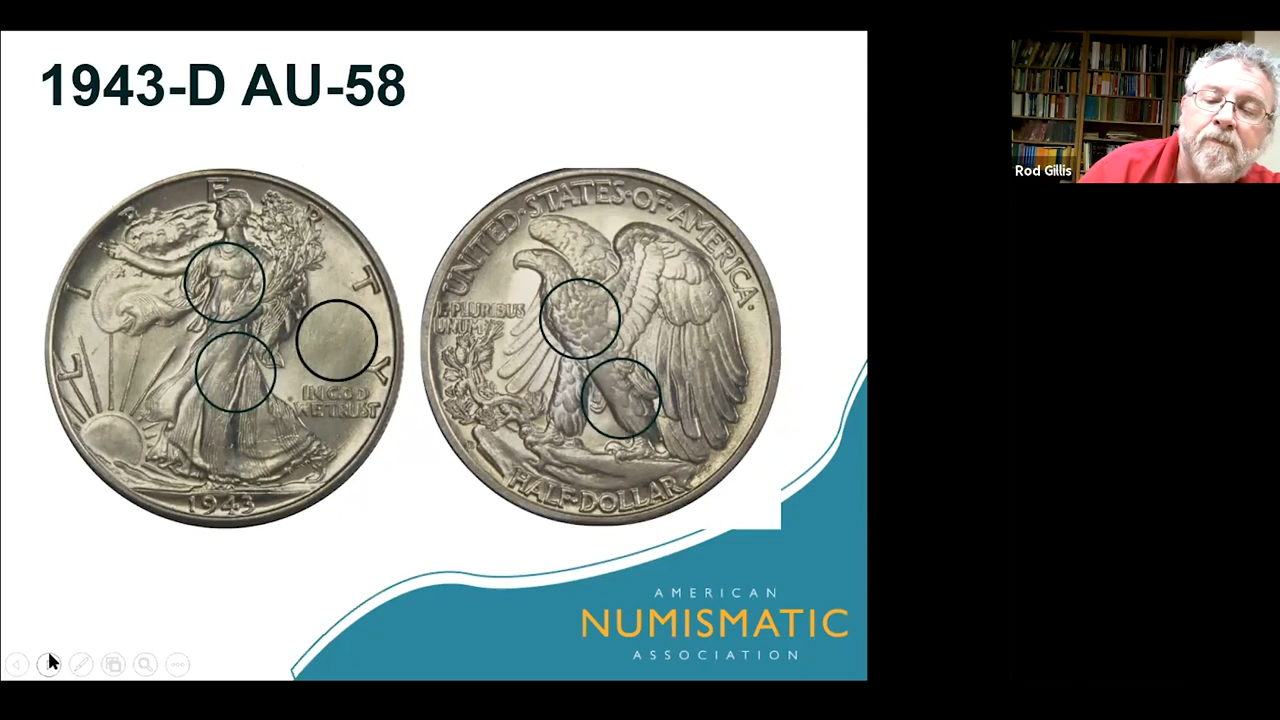 1943-D AU-58
LIBERTY
IN GOD
WE TRUST
1943
UNITED·STATES·OF·AMERICA·
E·PLURIBUS
UNUM
HALF·DOLLAR
AMERICAN
NUMISMATIC
ASSOCIATION
Rod Gillis